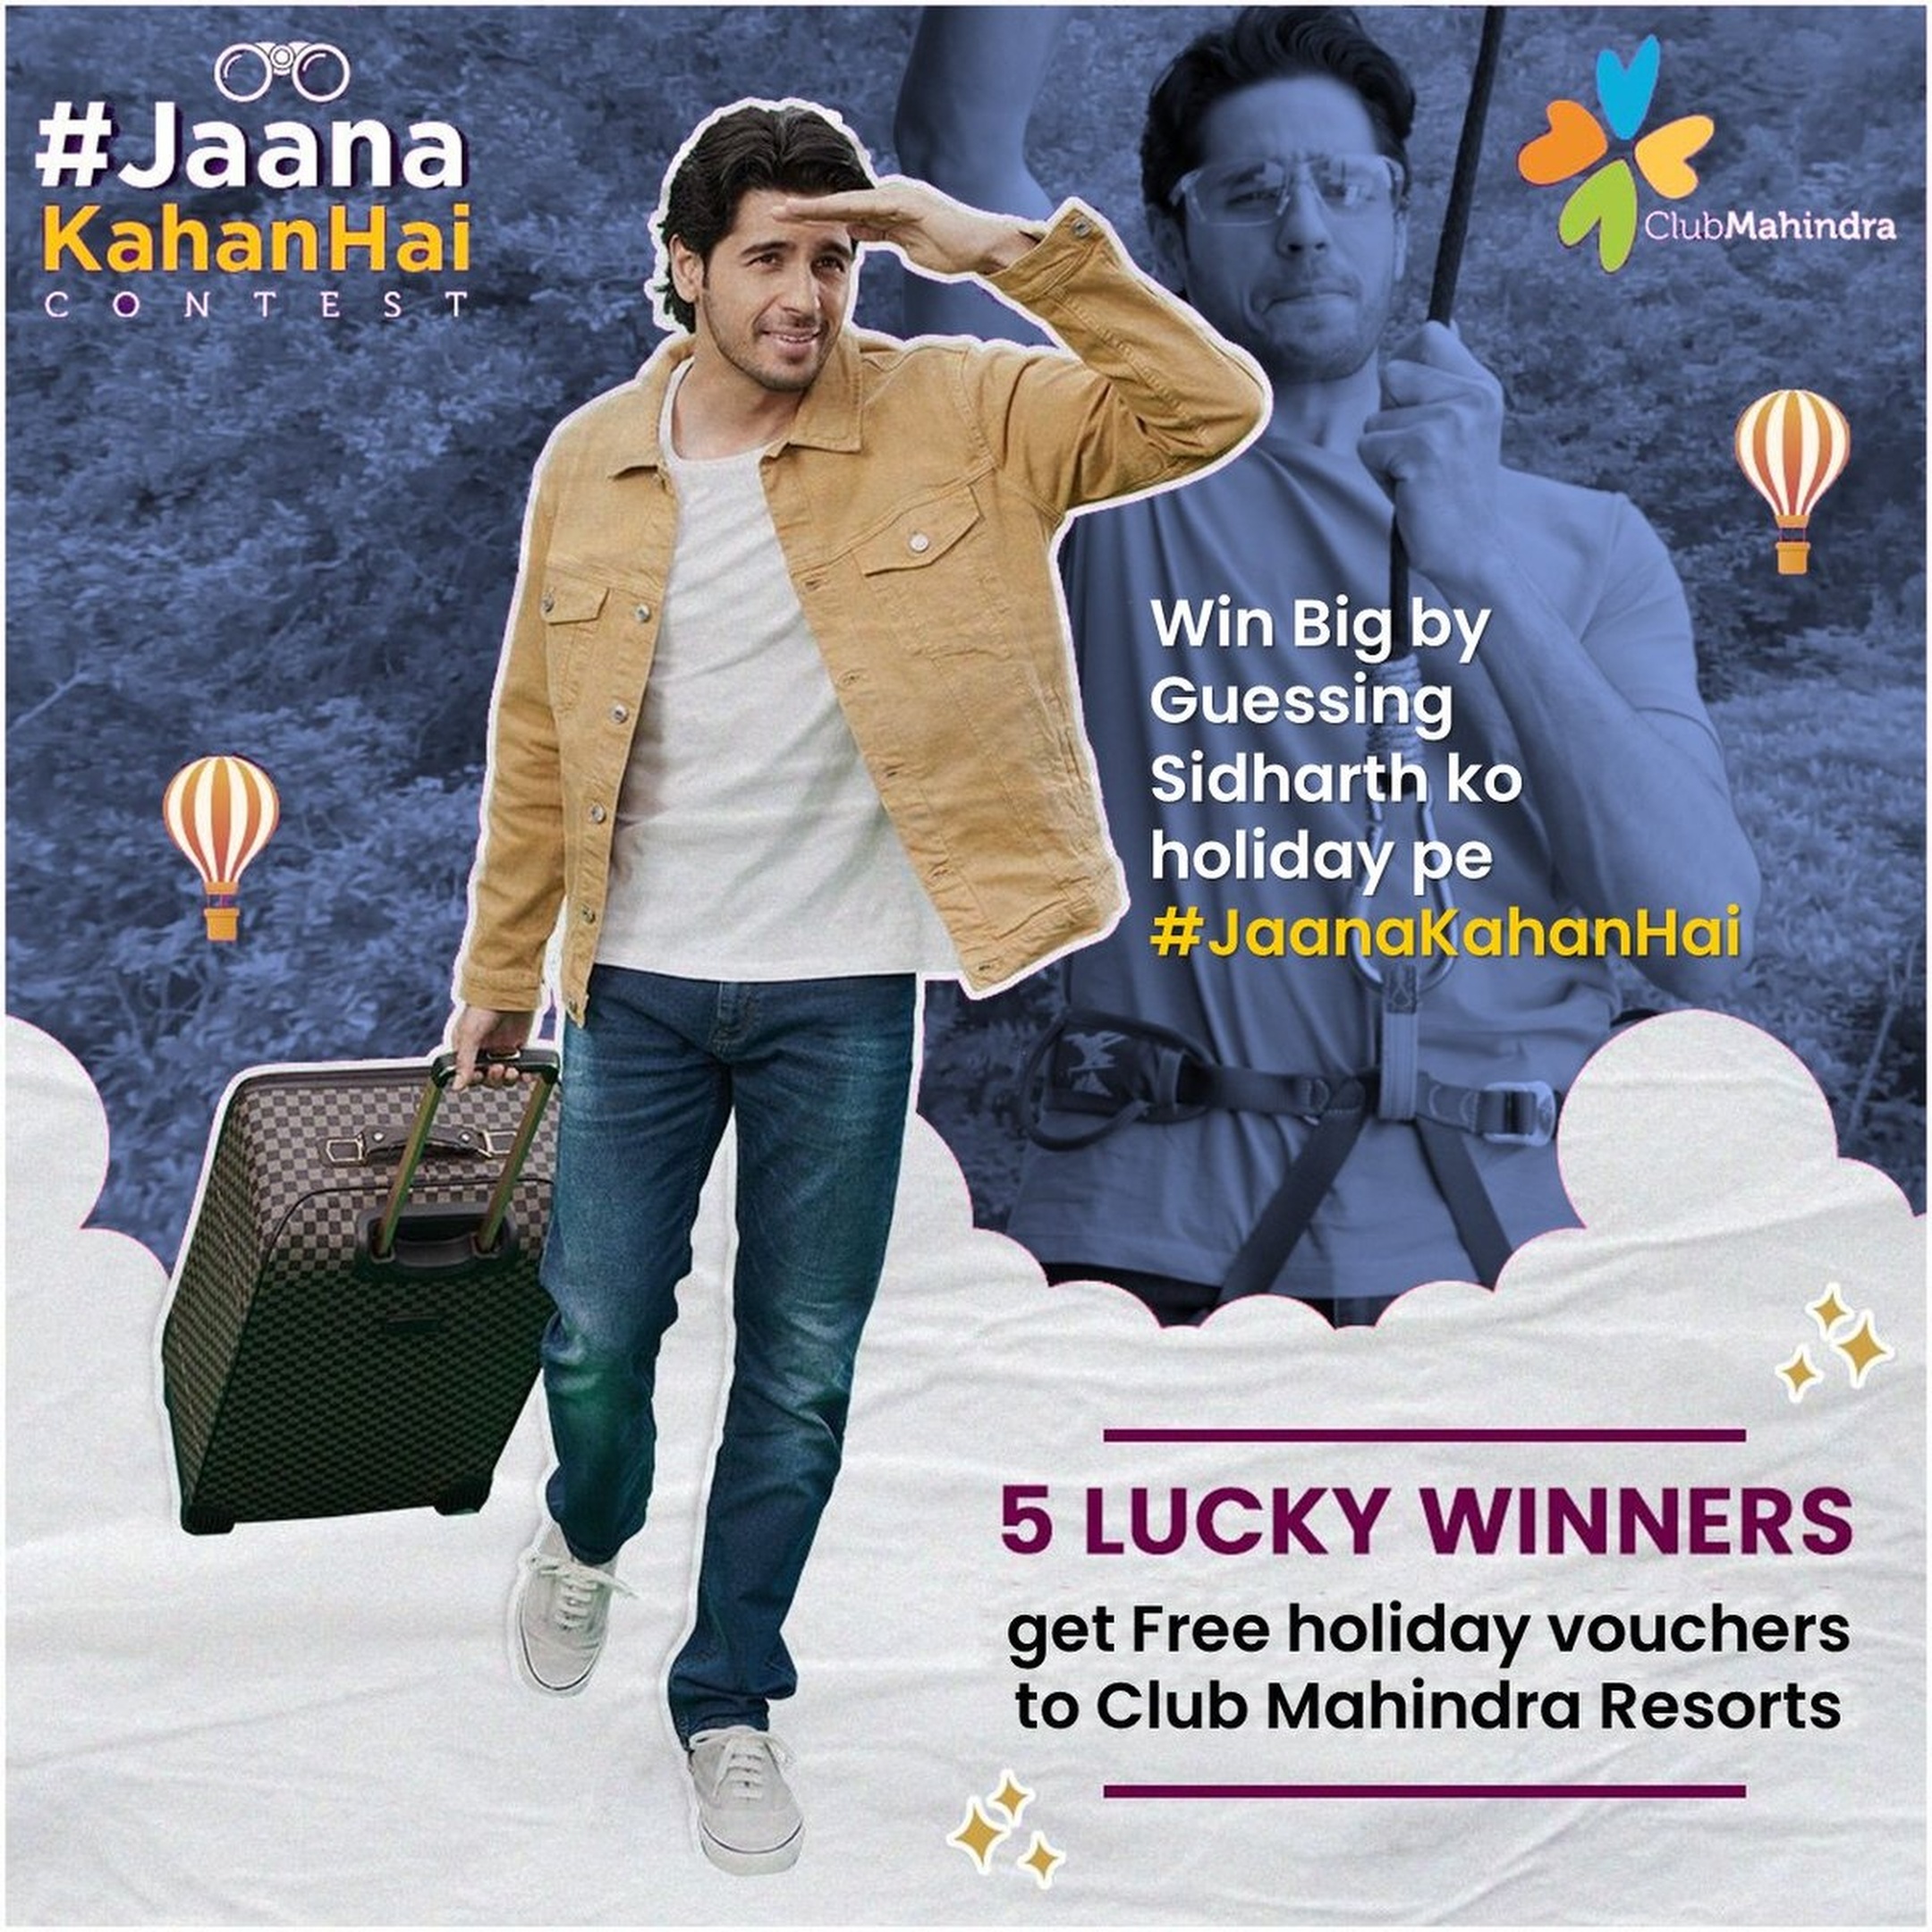 #Jaana
KahanHai
CONTEST
ClubMahindra
Win Big by
Guessing
Sidharth ko
holiday pe
#JaanaKahanHai
5 LUCKY WINNERS
get Free holiday vouchers
to Club Mahindra Resorts